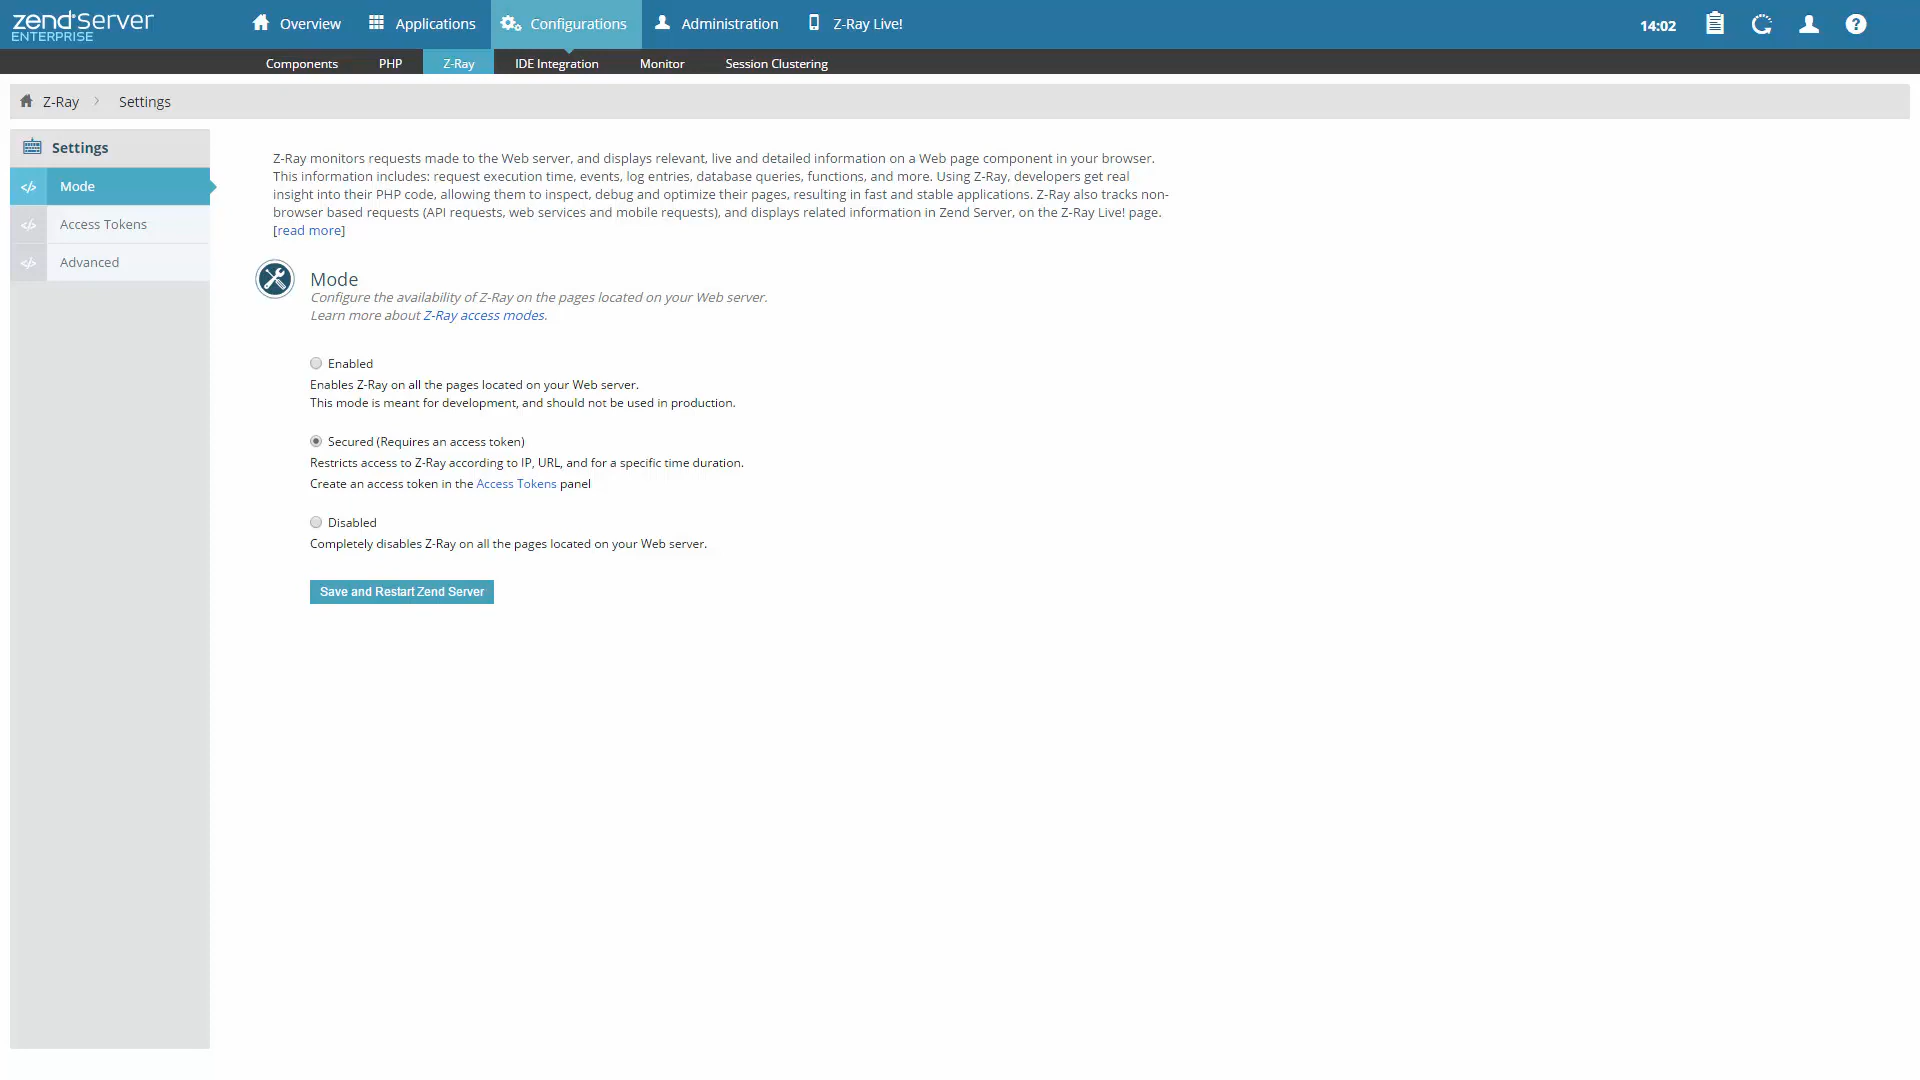 zend Server
ENTERPRISE
Overview
Applications
Configurations
Administration
Z-Ray Live!
14:02
Components
PHP
Z-Ray
IDE Integration
Monitor
Session Clustering
Z-Ray
Settings
Settings
Mode
Access Tokens
Advanced
Z-Ray monitors requests made to the Web server, and displays relevant, live and detailed information on a Web page component in your browser.
This information includes: request execution time, events, log entries, database queries, functions, and more. Using Z-Ray, developers get real
insight into their PHP code, allowing them to inspect, debug and optimize their pages, resulting in fast and stable applications. Z-Ray also tracks non-
browser based requests (API requests, web services and mobile requests), and displays related information in Zend Server, on the Z-Ray Live! page.
[read more]
Mode
Configure the availability of Z-Ray on the pages located on your Web server.
Learn more about Z-Ray access modes.
Enabled
Enables Z-Ray on all the pages located on your Web server.
This mode is meant for development, and should not be used in production.
Secured (Requires an access token)
Restricts access to Z-Ray according to IP, URL, and for a specific time duration.
Create an access token in the Access Tokens panel
Disabled
Completely disables Z-Ray on all the pages located on your Web server.
Save and Restart Zend Server